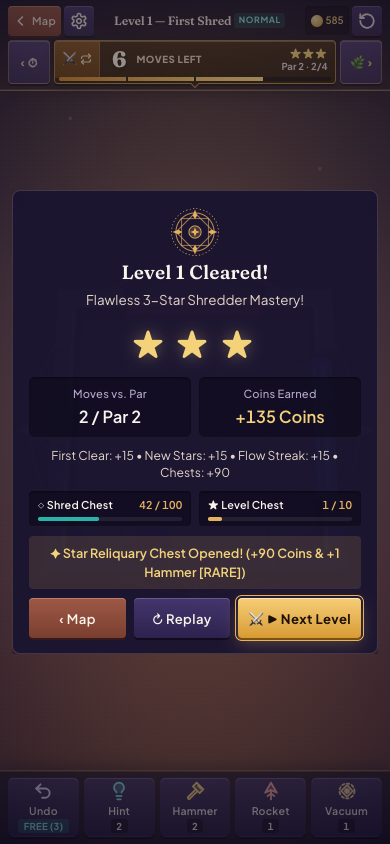 Map
Level 1 — First Shred NORMAL
585
6 MOVES LEFT
Par 2 · 2/4
Level 1 Cleared!
Flawless 3-Star Shredder Mastery!
Moves vs. Par
2 / Par 2
Coins Earned
+135 Coins
First Clear: +15 • New Stars: +15 • Flow Streak: +15 •
Chests: +90
Shred Chest 42 / 100
Level Chest 1 / 10
Star Reliquary Chest Opened! (+90 Coins & +1
Hammer [RARE])
‹ Map
Replay
Next Level
Undo
FREE (3)
Hint
2
Hammer
2
Rocket
1
Vacuum
1